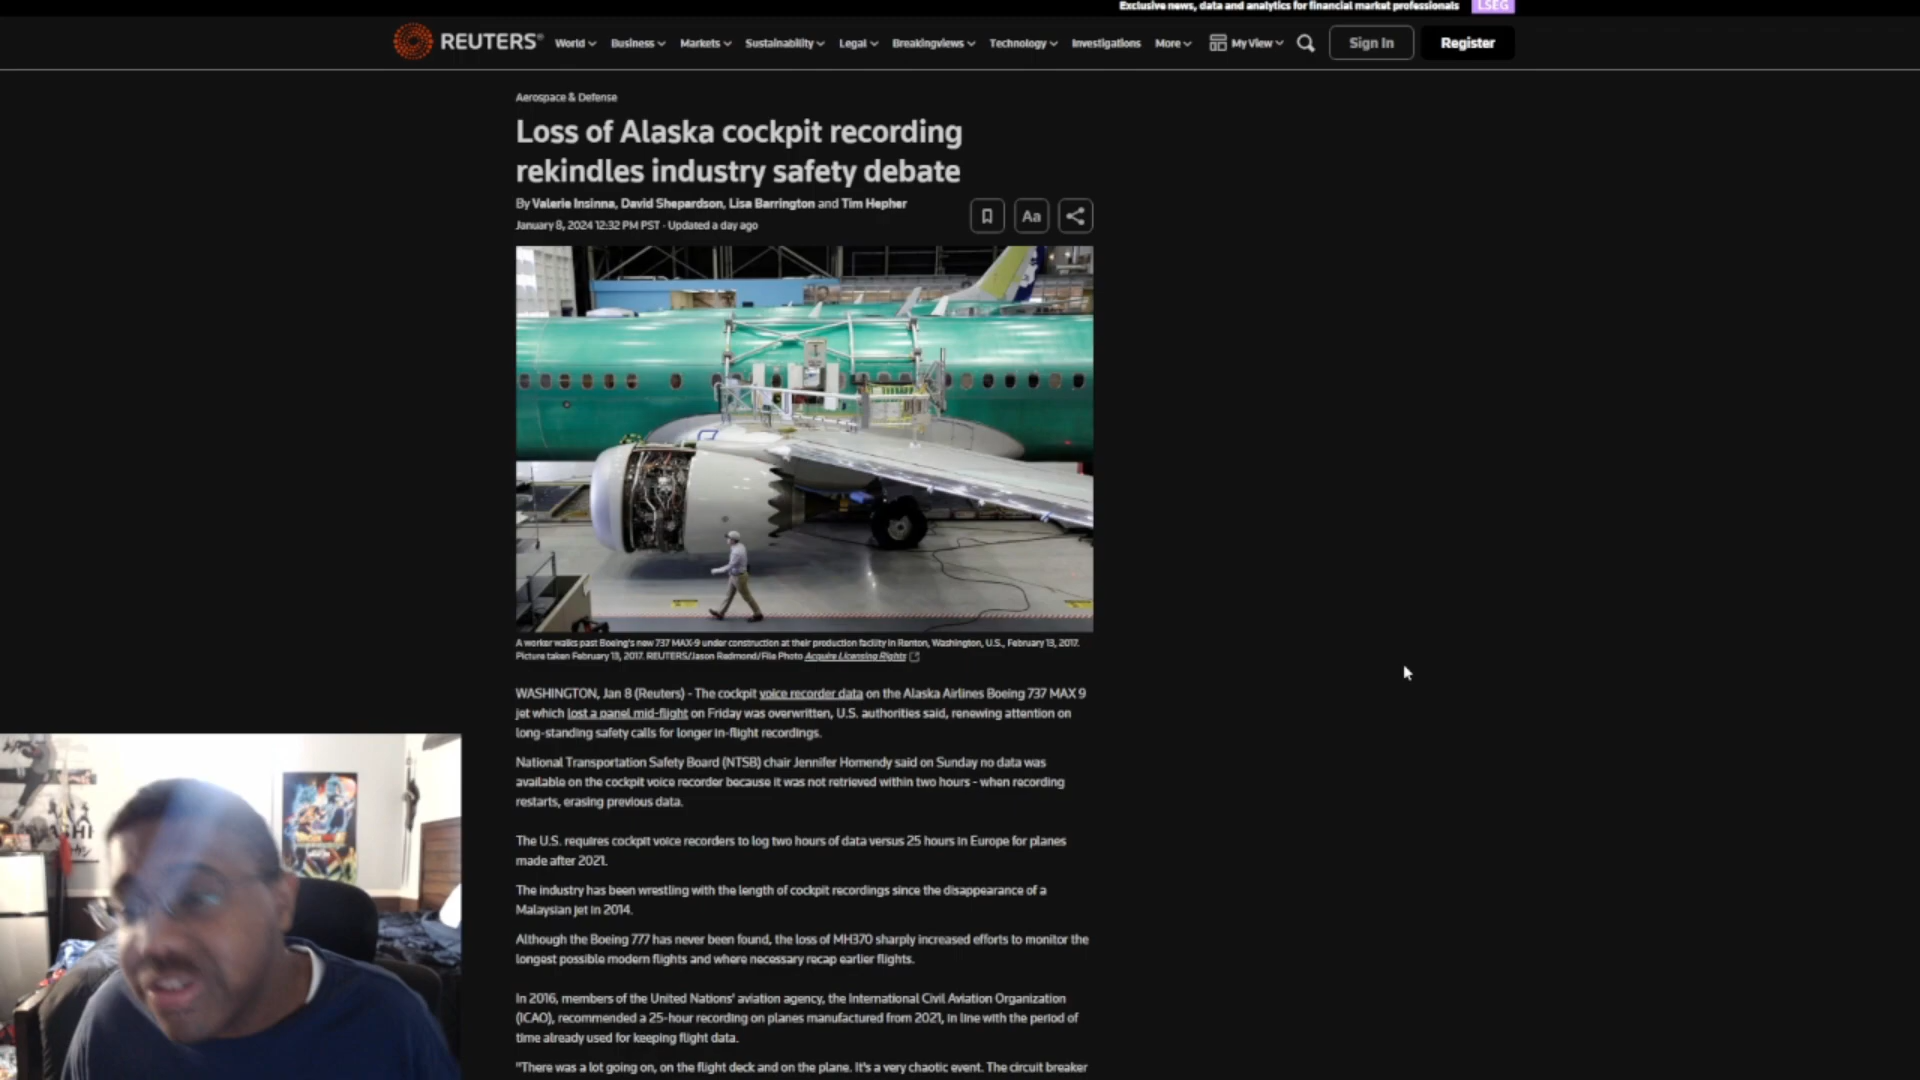 Exclusive news, data and analytics for financial market professionals LSEG
REUTERS® World Business Markets Sustainability Legal Breakingviews Technology Investigations More My View Sign In Register
Aerospace & Defense
Loss of Alaska cockpit recording
rekindles industry safety debate
By Valerie Insinna, David Shepardson, Lisa Barrington and Tim Hepher
January 8, 2024 12:32 PM PST · Updated a day ago
Aa
A worker walks past Boeing's new 737 MAX-9 under construction at their production facility in Renton, Washington, U.S., February 13, 2017.
Picture taken February 13, 2017. REUTERS/Jason Redmond/File Photo Acquire Licensing Rights
WASHINGTON, Jan 8 (Reuters) - The cockpit voice recorder data on the Alaska Airlines Boeing 737 MAX 9
jet which lost a panel mid-flight on Friday was overwritten, U.S. authorities said, renewing attention on
long-standing safety calls for longer in-flight recordings.
National Transportation Safety Board (NTSB) chair Jennifer Homendy said on Sunday no data was
available on the cockpit voice recorder because it was not retrieved within two hours - when recording
restarts, erasing previous data.
The U.S. requires cockpit voice recorders to log two hours of data versus 25 hours in Europe for planes
made after 2021.
The industry has been wrestling with the length of cockpit recordings since the disappearance of a
Malaysian jet in 2014.
Although the Boeing 777 has never been found, the loss of MH370 sharply increased efforts to monitor the
longest possible modern flights and where necessary recap earlier flights.
In 2016, members of the United Nations' aviation agency, the International Civil Aviation Organization
(ICAO), recommended a 25-hour recording on planes manufactured from 2021, in line with the period of
time already used for keeping flight data.
"There was a lot going on, on the flight deck and on the plane. It's a very chaotic event. The circuit breaker